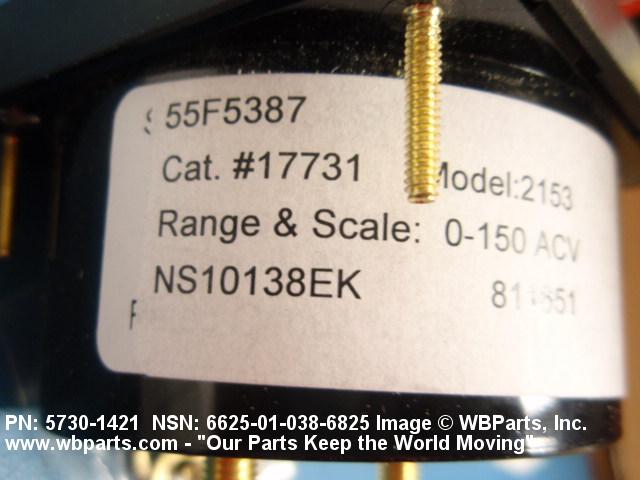 55F5387
Cat. #17731
Model:2153
Range & Scale: 0-150 ACV
NS10138EK
PN: 5730-1421 NSN: 6625-01-038-6825 Image © WBParts, Inc.
www.wbparts.com - "Our Parts Keep the World Moving"